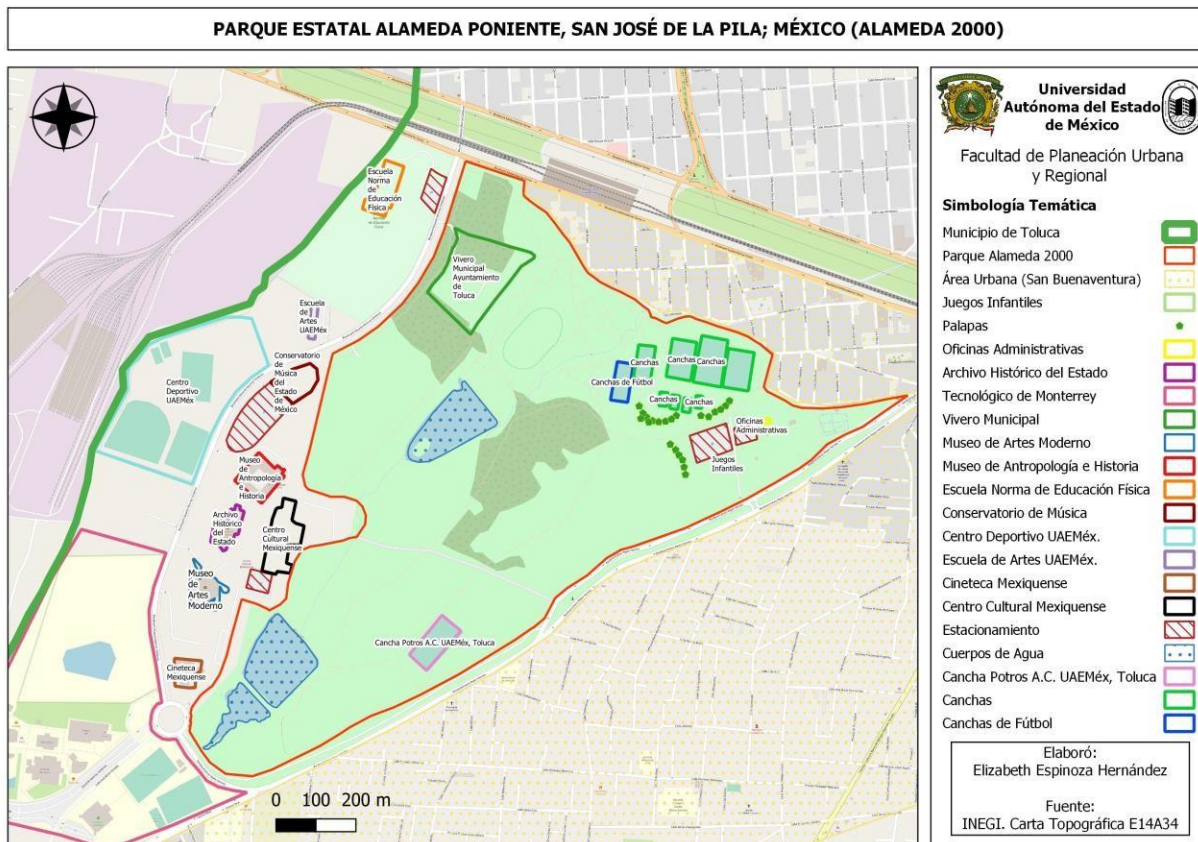 PARQUE ESTATAL ALAMEDA PONIENTE, SAN JOSÉ DE LA PILA; MÉXICO (ALAMEDA 2000)
Escuela
Norma
de
Educación
Física
Vivero
Municipal
Ayuntamiento
de
Toluca
Escuela
de
Artes
UAEMéx
Conservatorio
de
Música
del
Estado
de
México
Centro
Deportivo
UAEMéx
Canchas
Canchas
Canchas
Canchas de Fútbol
Canchas
Canchas
Oficinas
Administrativas
Juegos
Infantiles
Museo
de
Antropología
e
Historia
Archivo
Histórico
del
Estado
Centro
Cultural
Mexiquense
Museo
de
Artes
Moderno
Cancha Potros A.C. UAEMéx, Toluca
Cineteca
Mexiquense
0 100 200 m
Universidad
Autónoma del Estado
de México
Facultad de Planeación Urbana
y Regional
Simbología Temática
Municipio de Toluca
Parque Alameda 2000
Área Urbana (San Buenaventura)
Juegos Infantiles
Palapas
Oficinas Administrativas
Archivo Histórico del Estado
Tecnológico de Monterrey
Vivero Municipal
Museo de Artes Moderno
Museo de Antropología e Historia
Escuela Norma de Educación Física
Conservatorio de Música
Centro Deportivo UAEMéx.
Escuela de Artes UAEMéx.
Cineteca Mexiquense
Centro Cultural Mexiquense
Estacionamiento
Cuerpos de Agua
Cancha Potros A.C. UAEMéx, Toluca
Canchas
Canchas de Fútbol
Elaboró:
Elizabeth Espinoza Hernández
Fuente:
INEGI. Carta Topográfica E14A34